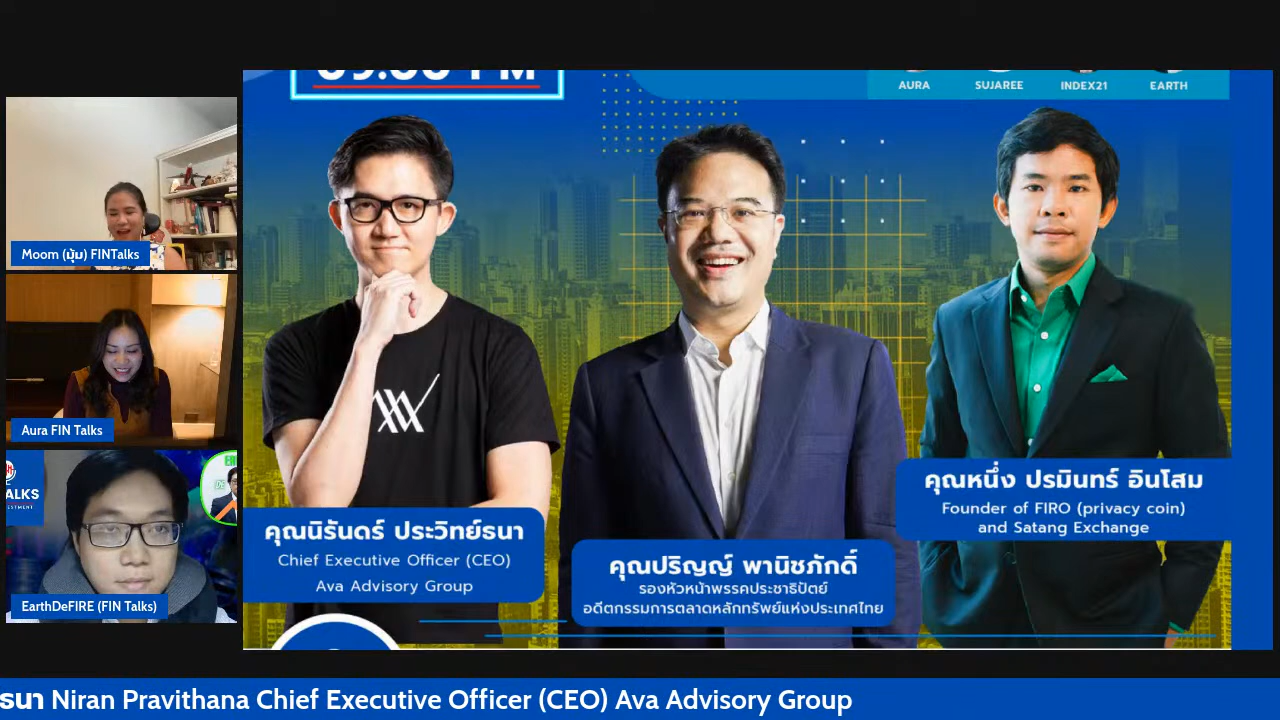 09:00 PM
AURA SUJAREE INDEX21 EARTH
Moom (มุ้ม) FINTalks
Aura FIN Talks
TALKS
EarthDeFIRE (FIN Talks)
คุณนิรันดร์ ประวิทย์ธนา
Chief Executive Officer (CEO)
Ava Advisory Group
คุณปริญญ์ พานิชภักดิ์
รองหัวหน้าพรรคประชาธิปัตย์
อดีตกรรมการตลาดหลักทรัพย์แห่งประเทศไทย
คุณหนึ่ง ปรมินทร์ อินโสม
Founder of FIRO (privacy coin)
and Satang Exchange
รนา Niran Pravithana Chief Executive Officer (CEO) Ava Advisory Group